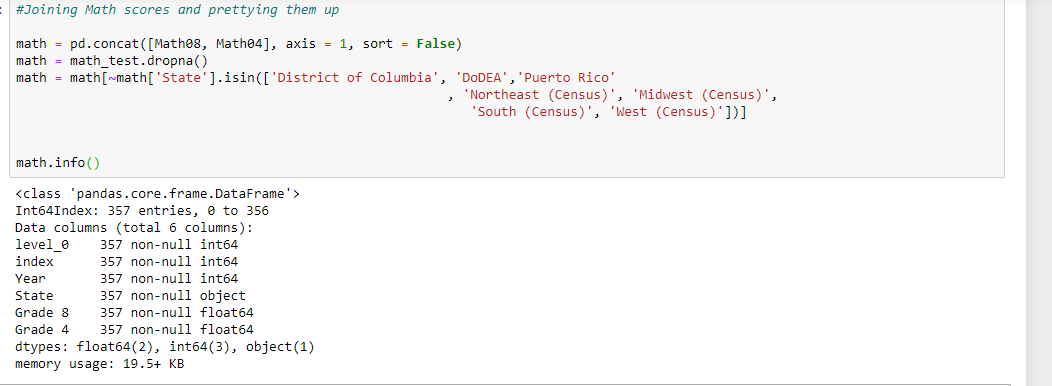 #Joining Math scores and prettying them up
math = pd.concat([Math08, Math04], axis = 1, sort = False)
math = math_test.dropna()
math = math[~math['State'].isin(['District of Columbia', 'DoDEA','Puerto Rico'
, 'Northeast (Census)', 'Midwest (Census)',
'South (Census)', 'West (Census)'])]
math.info()
<class 'pandas.core.frame.DataFrame'>
Int64Index: 357 entries, 0 to 356
Data columns (total 6 columns):
level_0    357 non-null int64
index      357 non-null int64
Year       357 non-null int64
State      357 non-null object
Grade 8    357 non-null float64
Grade 4    357 non-null float64
dtypes: float64(2), int64(3), object(1)
memory usage: 19.5+ KB